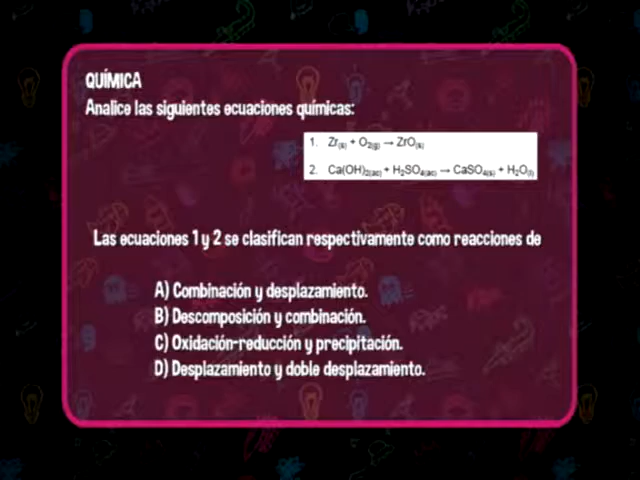 QUÍMICA
Analice las siguientes ecuaciones químicas:
1. Zr(s) + O2(g) → ZrO(s)
2. Ca(OH)2(ac) + H2SO4(ac) → CaSO4(s) + H2O(l)
Las ecuaciones 1 y 2 se clasifican respectivamente como reacciones de
A) Combinación y desplazamiento.
B) Descomposición y combinación.
C) Oxidación-reducción y precipitación.
D) Desplazamiento y doble desplazamiento.